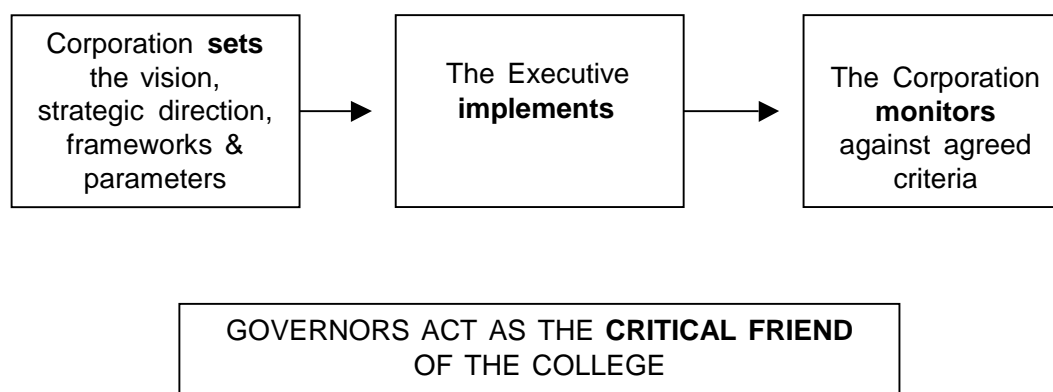 Corporation sets
the vision,
strategic direction,
frameworks &
parameters
The Executive
implements
The Corporation
monitors
against agreed
criteria
GOVERNORS ACT AS THE CRITICAL FRIEND
OF THE COLLEGE